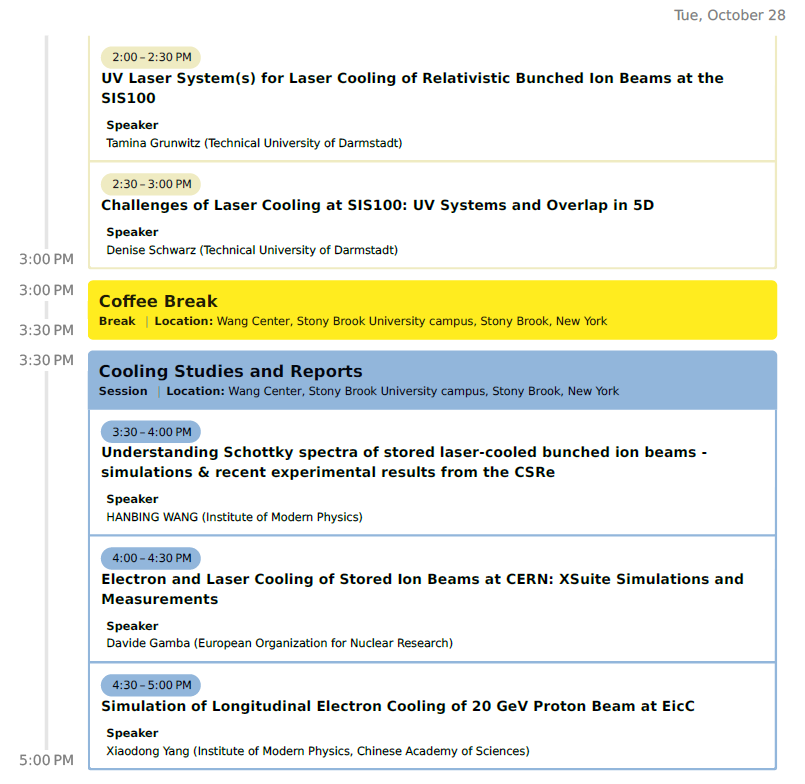 Tue, October 28
2:00 – 2:30 PM
UV Laser System(s) for Laser Cooling of Relativistic Bunched Ion Beams at the
SIS100
Speaker
Tamina Grunwitz (Technical University of Darmstadt)
2:30 – 3:00 PM
Challenges of Laser Cooling at SIS100: UV Systems and Overlap in 5D
Speaker
Denise Schwarz (Technical University of Darmstadt)
3:00 PM
3:00 PM
Coffee Break
Break | Location: Wang Center, Stony Brook University campus, Stony Brook, New York
3:30 PM
3:30 PM
Cooling Studies and Reports
Session | Location: Wang Center, Stony Brook University campus, Stony Brook, New York
3:30 – 4:00 PM
Understanding Schottky spectra of stored laser-cooled bunched ion beams -
simulations & recent experimental results from the CSRe
Speaker
HANBING WANG (Institute of Modern Physics)
4:00 – 4:30 PM
Electron and Laser Cooling of Stored Ion Beams at CERN: XSuite Simulations and
Measurements
Speaker
Davide Gamba (European Organization for Nuclear Research)
4:30 – 5:00 PM
Simulation of Longitudinal Electron Cooling of 20 GeV Proton Beam at EicC
Speaker
Xiaodong Yang (Institute of Modern Physics, Chinese Academy of Sciences)
5:00 PM